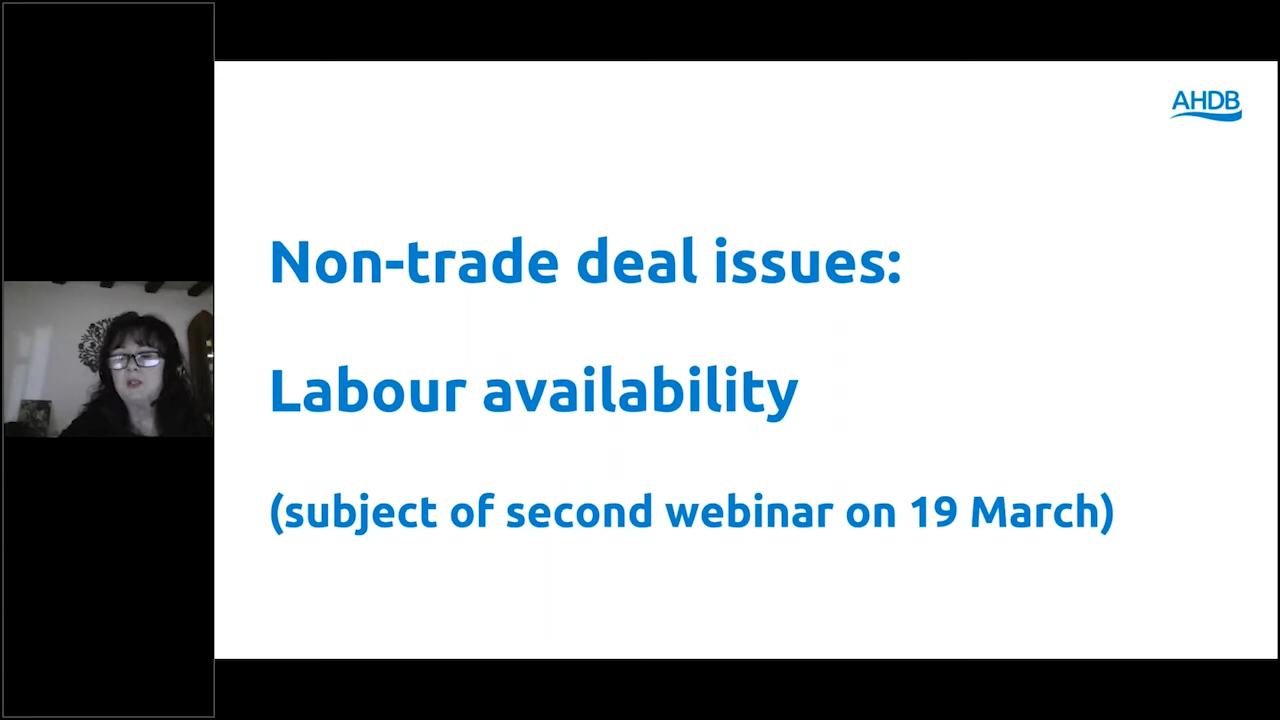 AHDB
Non-trade deal issues:
Labour availability
(subject of second webinar on 19 March)